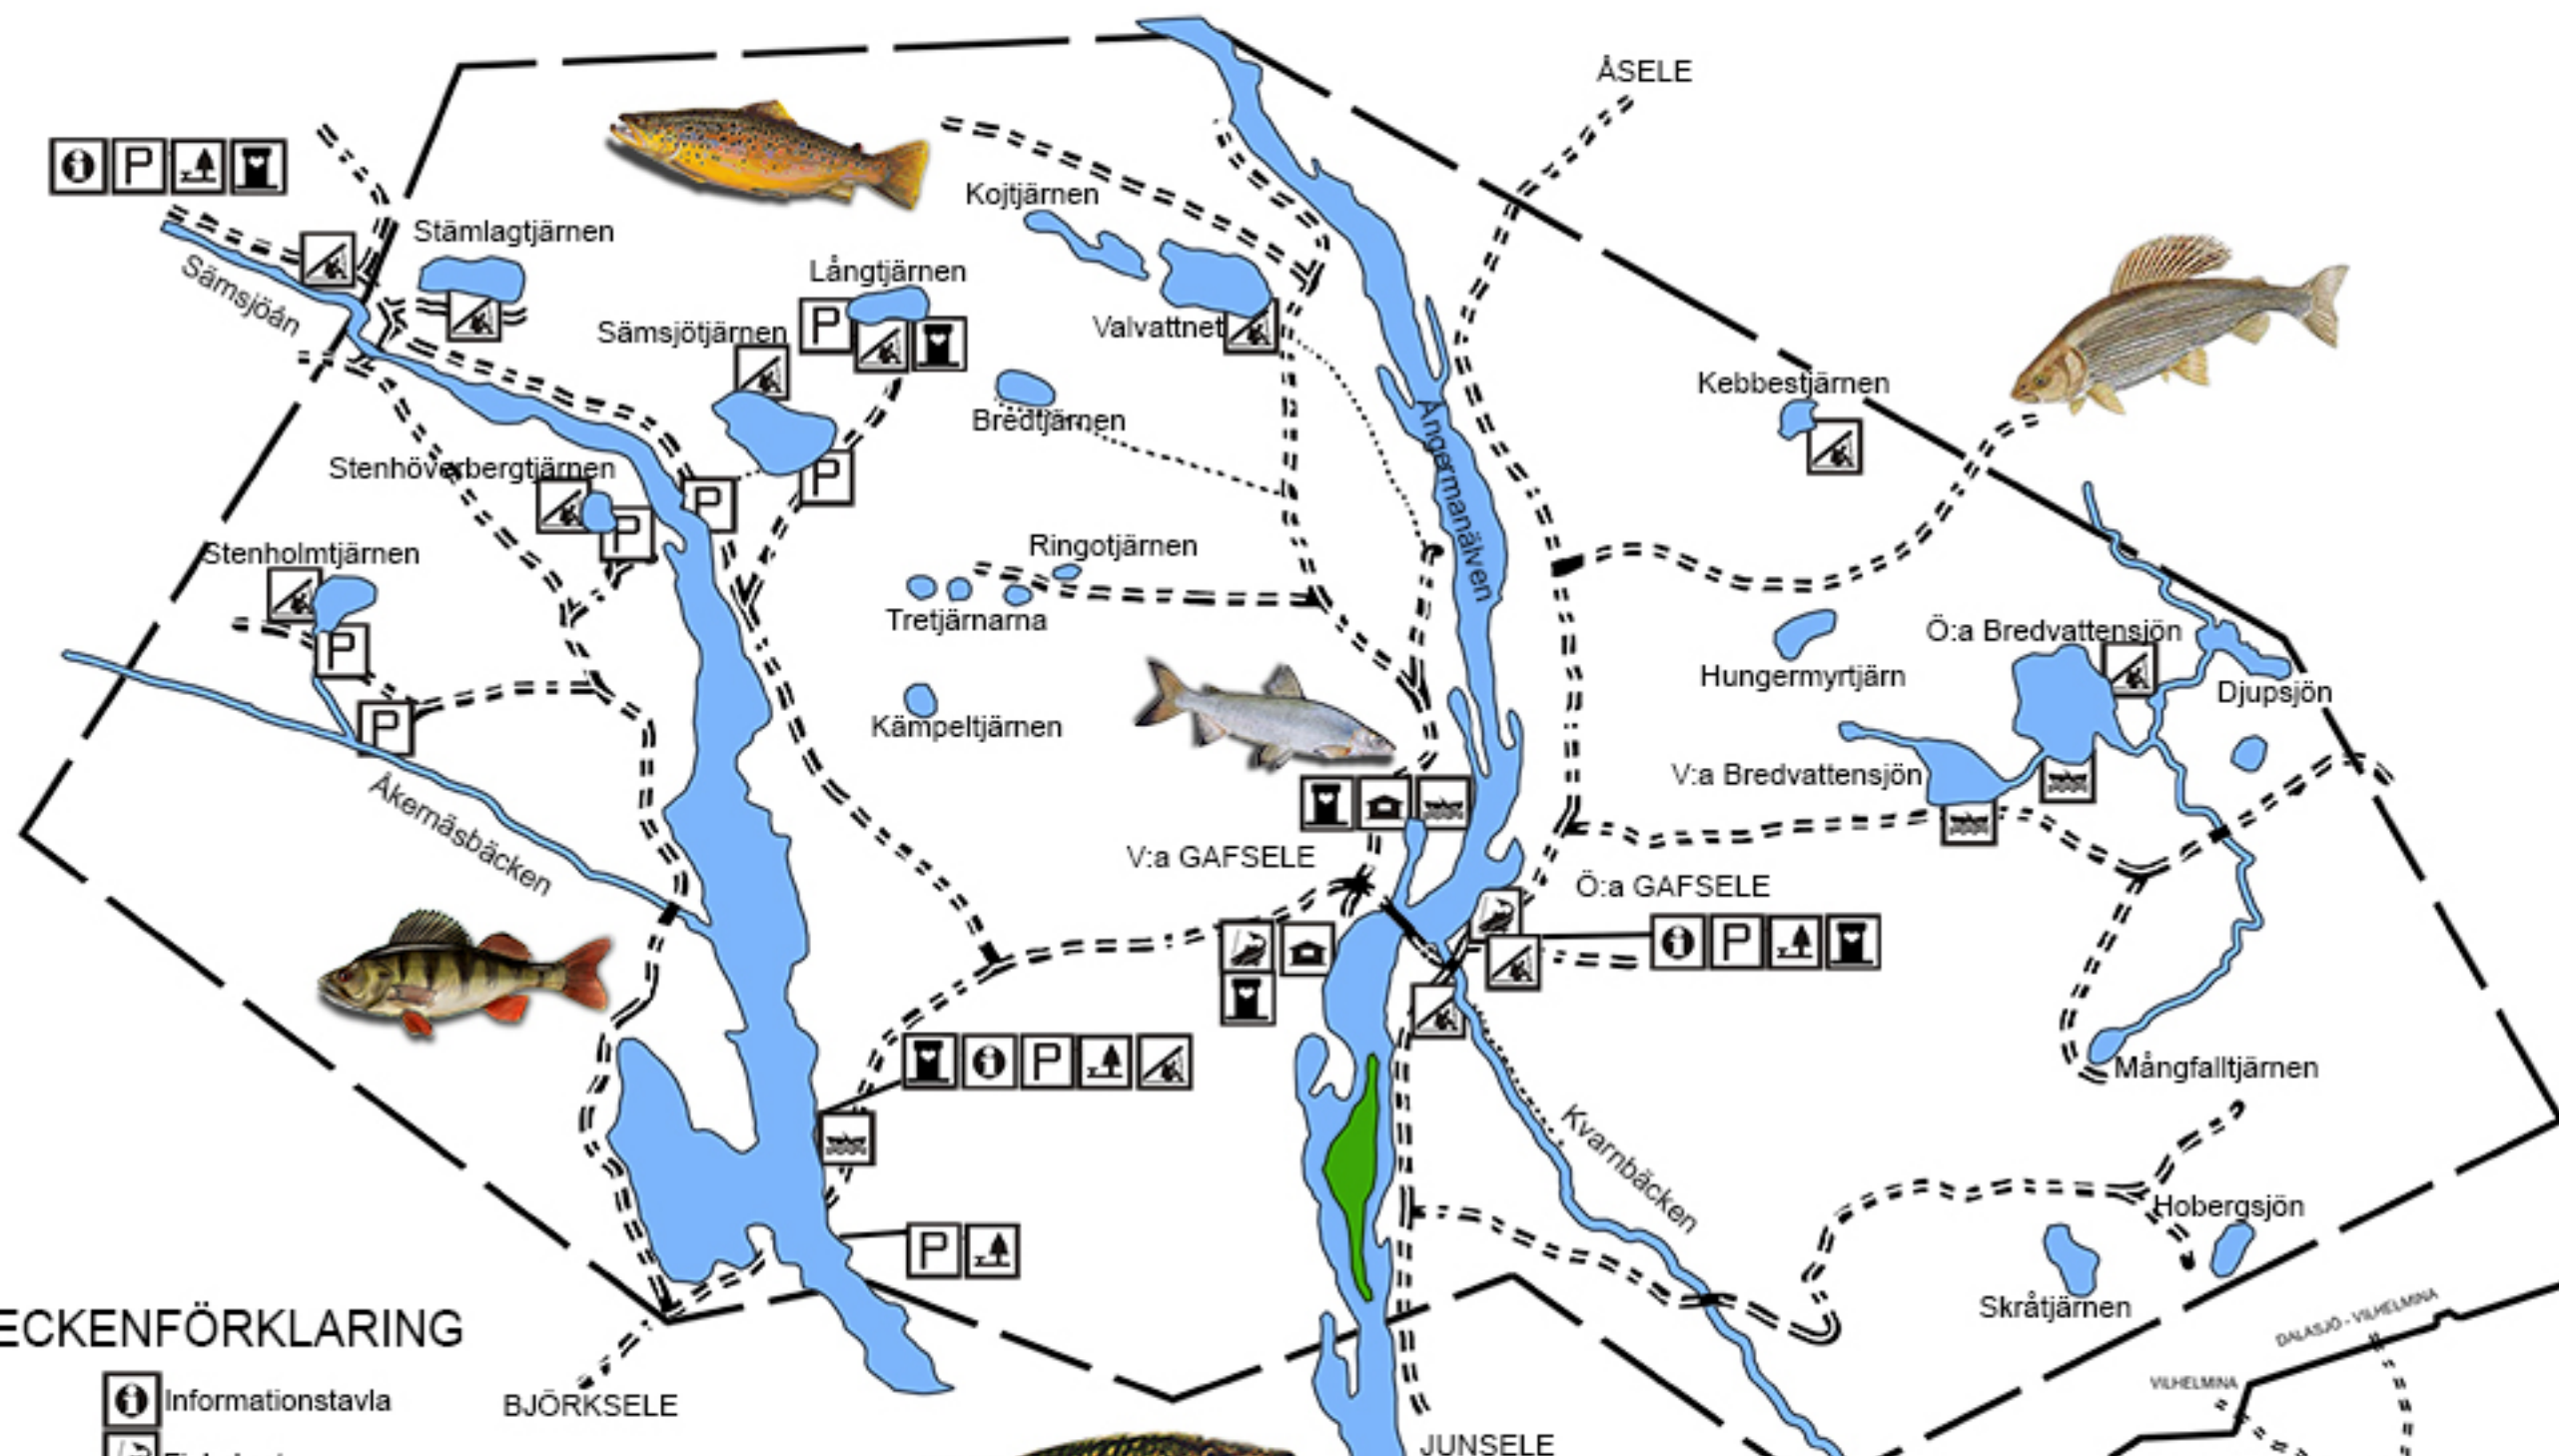 ÅSELE
Kojtjärnen
Stämlagtjärnen
Sämsjöån
Långtjärnen
Sämsjötjärnen
Valvattnet
Kebbestjärnen
Bredtjärnen
Ångermanälven
Stenhöverbergtjärnen
Stenholmtjärnen
Ringotjärnen
Tretjärnarna
Ö:a Bredvattensjön
Hungermyrtjärn
Djupsjön
Kämpeltjärnen
V:a Bredvattensjön
Åkernäsbäcken
V:a GAFSELE
Ö:a GAFSELE
P
P
P
P
P
P
P
P
P
P
Mångfalltjärnen
Kvarnbäcken
Hobergsjön
Skråtjärnen
ECKENFÖRKLARING
DALASJÖ - VILHELMINA
VILHELMINA
Informationstavla
BJÖRKSELE
JUNSELE